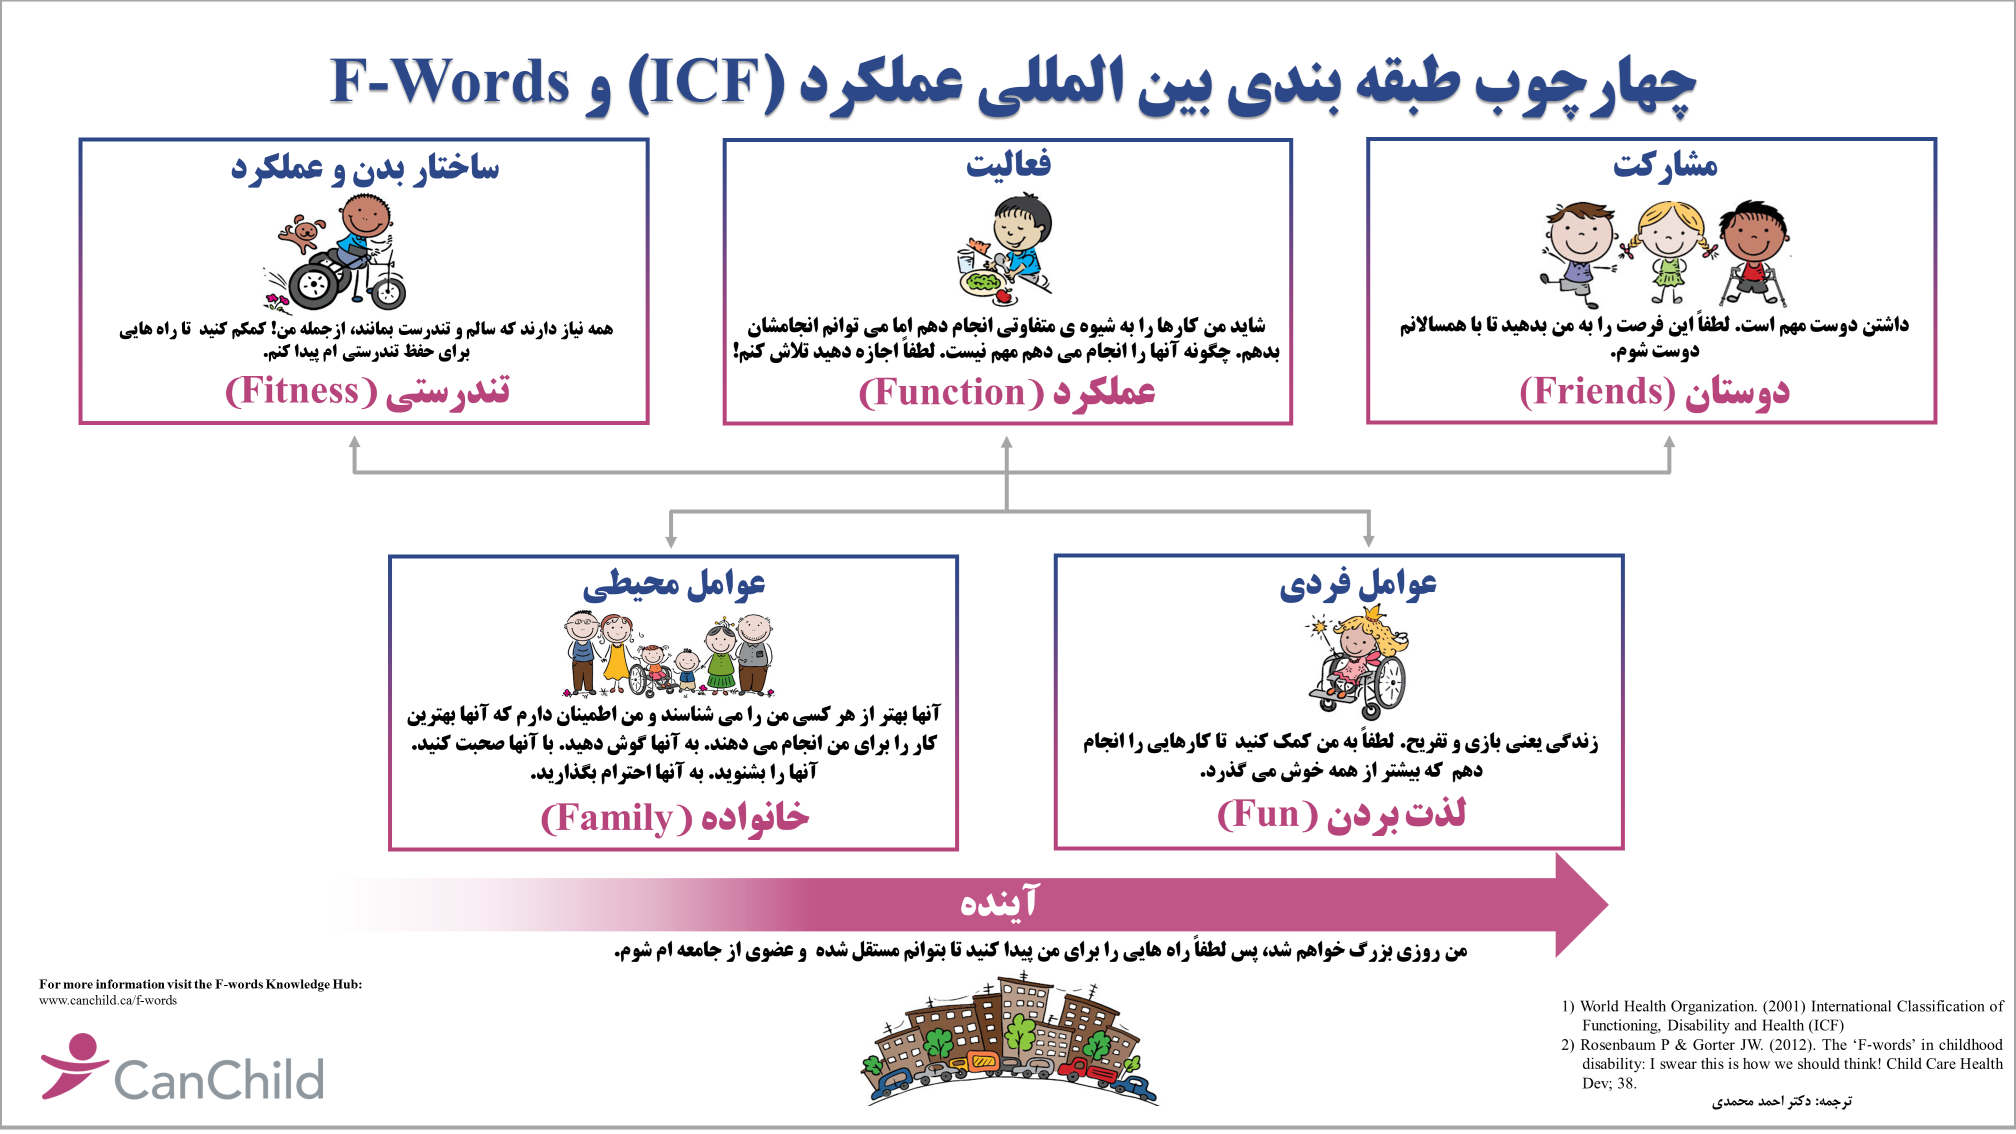 چهارچوب طبقه بندی بین المللی عملکرد (ICF) و F-Words
مشارکت
داشتن دوست مهم است. لطفاً این فرصت را به من بدهید تا با همسالانم
دوست شوم.
دوستان (Friends)
فعالیت
شاید من کارها را به شیوه ی متفاوتی انجام دهم اما می توانم انجامشان
بدهم. چگونه آنها را انجام می دهم مهم نیست. لطفاً اجازه دهید تلاش کنم!
عملکرد (Function)
ساختار بدن و عملکرد
همه نیاز دارند که سالم و تندرست بمانند، ازجمله من! کمکم کنید تا راه هایی
برای حفظ تندرستی ام پیدا کنم.
تندرستی (Fitness)
عوامل فردی
زندگی یعنی بازی و تفریح. لطفاً به من کمک کنید تا کارهایی را انجام
دهم که بیشتر از همه خوش می گذرد.
لذت بردن (Fun)
عوامل محیطی
آنها بهتر از هر کسی من را می شناسند و من اطمینان دارم که آنها بهترین
کار را برای من انجام می دهند. به آنها گوش دهید. با آنها صحبت کنید.
آنها را بشنوید. به آنها احترام بگذارید.
خانواده (Family)
آینده
من روزی بزرگ خواهم شد، پس لطفاً راه هایی را برای من پیدا کنید تا بتوانم مستقل شده و عضوی از جامعه ام شوم.
For more information visit the F-words Knowledge Hub:
www.canchild.ca/f-words
CanChild
1) World Health Organization. (2001) International Classification of
Functioning, Disability and Health (ICF)
2) Rosenbaum P & Gorter JW. (2012). The ‘F-words’ in childhood
disability: I swear this is how we should think! Child Care Health
Dev; 38.
ترجمه: دکتر احمد محمدی